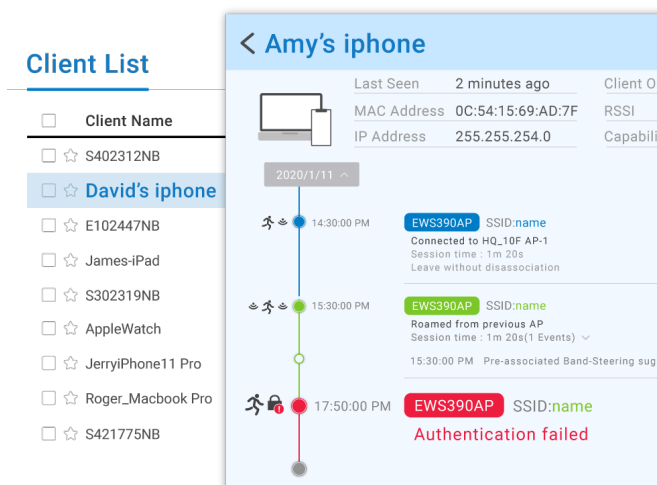 Client List
Client Name
S402312NB
David's iphone
E102447NB
James-iPad
S302319NB
AppleWatch
JerryiPhone11 Pro
Roger_Macbook Pro
S421775NB
Amy's iphone
Last Seen 2 minutes ago Client O
MAC Address 0C:54:15:69:AD:7F RSSI
IP Address 255.255.254.0 Capabili
2020/1/11
14:30:00 PM EWS390AP SSID:name
Connected to HQ_10F AP-1
Session time : 1m 20s
Leave without disassociation
15:30:00 PM EWS390AP SSID:name
Roamed from previous AP
Session time : 1m 20s(1 Events)
15:30:00 PM Pre-associated Band-Steering sug
17:50:00 PM EWS390AP SSID:name
Authentication failed